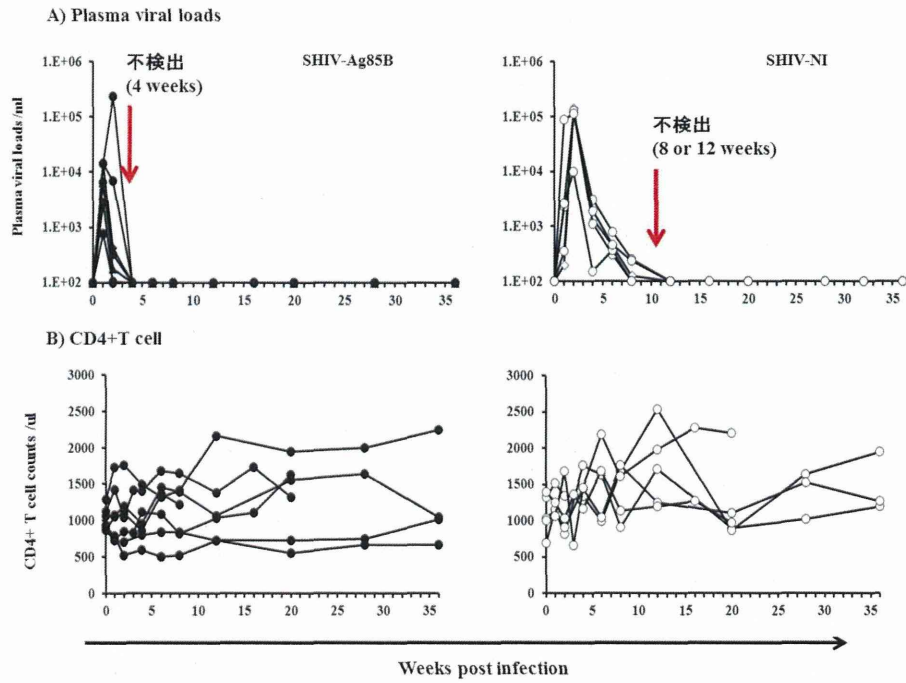 A) Plasma viral loads
Plasma viral loads /ml
1.E+06
1.E+05
1.E+04
1.E+03
1.E+02
不検出
(4 weeks)
SHIV-Ag85B
0 5 10 15 20 25 30 35
1.E+06
1.E+05
1.E+04
1.E+03
1.E+02
SHIV-NI
不検出
(8 or 12 weeks)
0 5 10 15 20 25 30 35
B) CD4+T cell
CD4+ T cell counts /ul
3000
2500
2000
1500
1000
500
0
0 5 10 15 20 25 30 35
3000
2500
2000
1500
1000
500
0
0 5 10 15 20 25 30 35
Weeks post infection